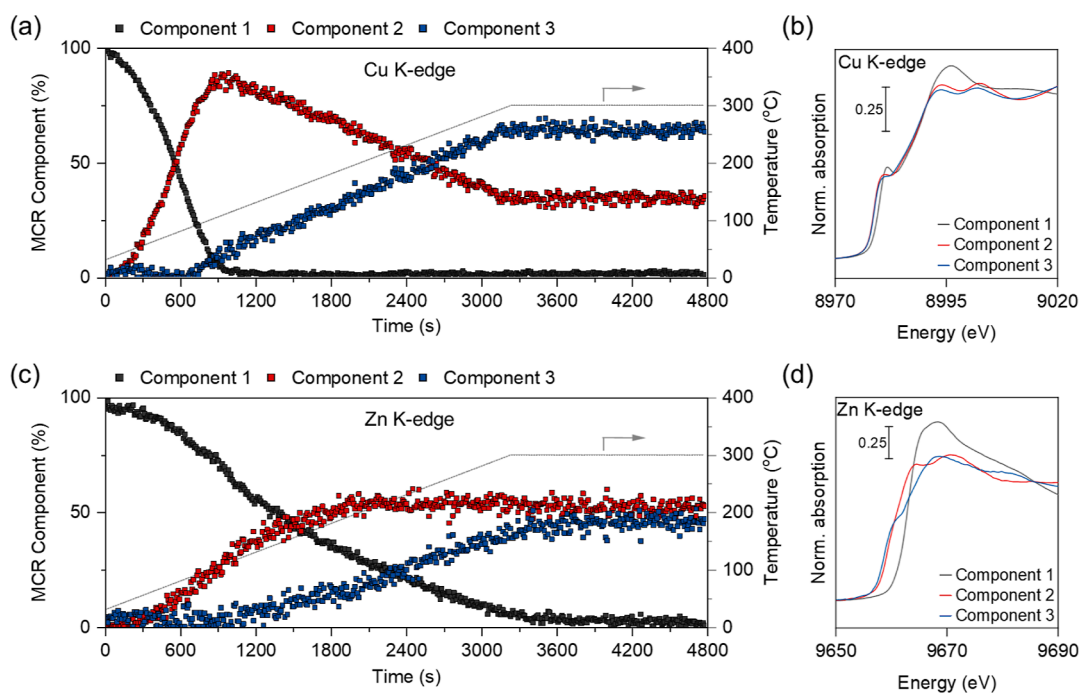 (a)
Component 1 Component 2 Component 3
Cu K-edge
MCR Component (%)
100
50
0
Temperature (°C)
400
300
200
100
0
0 600 1200 1800 2400 3000 3600 4200 4800
Time (s)
(b)
Cu K-edge
0.25
Norm. absorption
Component 1
Component 2
Component 3
8970 8995 9020
Energy (eV)
(c)
Component 1 Component 2 Component 3
Zn K-edge
MCR Component (%)
100
50
0
Temperature (°C)
400
300
200
100
0
0 600 1200 1800 2400 3000 3600 4200 4800
Time (s)
(d)
Zn K-edge
0.25
Norm. absorption
Component 1
Component 2
Component 3
9650 9670 9690
Energy (eV)